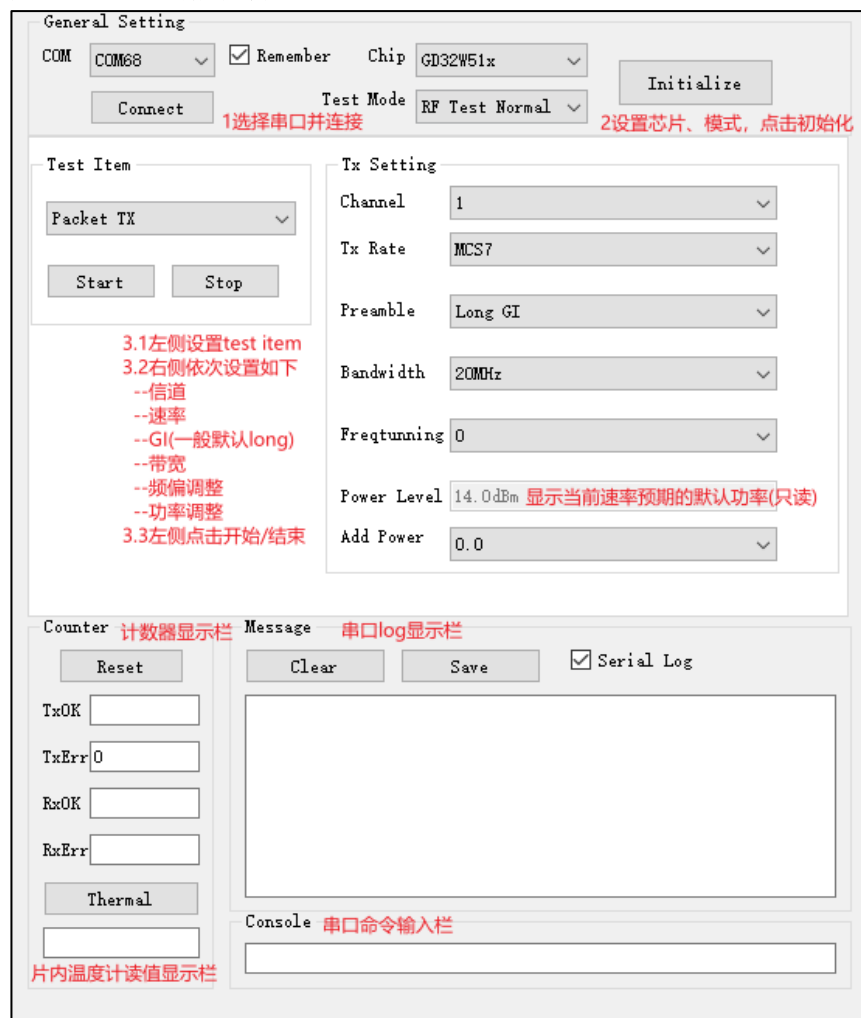 General Setting
COM COM68 Remember Chip GD32W51x Initialize
Connect 1选择串口并连接 Test Mode RF Test Normal 2设置芯片、模式，点击初始化
Test Item
Packet TX
Start Stop
3.1左侧设置test item
3.2右侧依次设置如下
--信道
--速率
--GI(一般默认long)
--带宽
--频偏调整
--功率调整
3.3左侧点击开始/结束
Tx Setting
Channel 1
Tx Rate MCS7
Preamble Long GI
Bandwidth 20MHz
Freqtunning 0
Power Level 14.0dBm 显示当前速率预期的默认功率(只读)
Add Power 0.0
Counter 计数器显示栏
Reset
TxOK
TxErr 0
RxOK
RxErr
Thermal
片内温度计读值显示栏
Message 串口log显示栏
Clear Save Serial Log
Console 串口命令输入栏